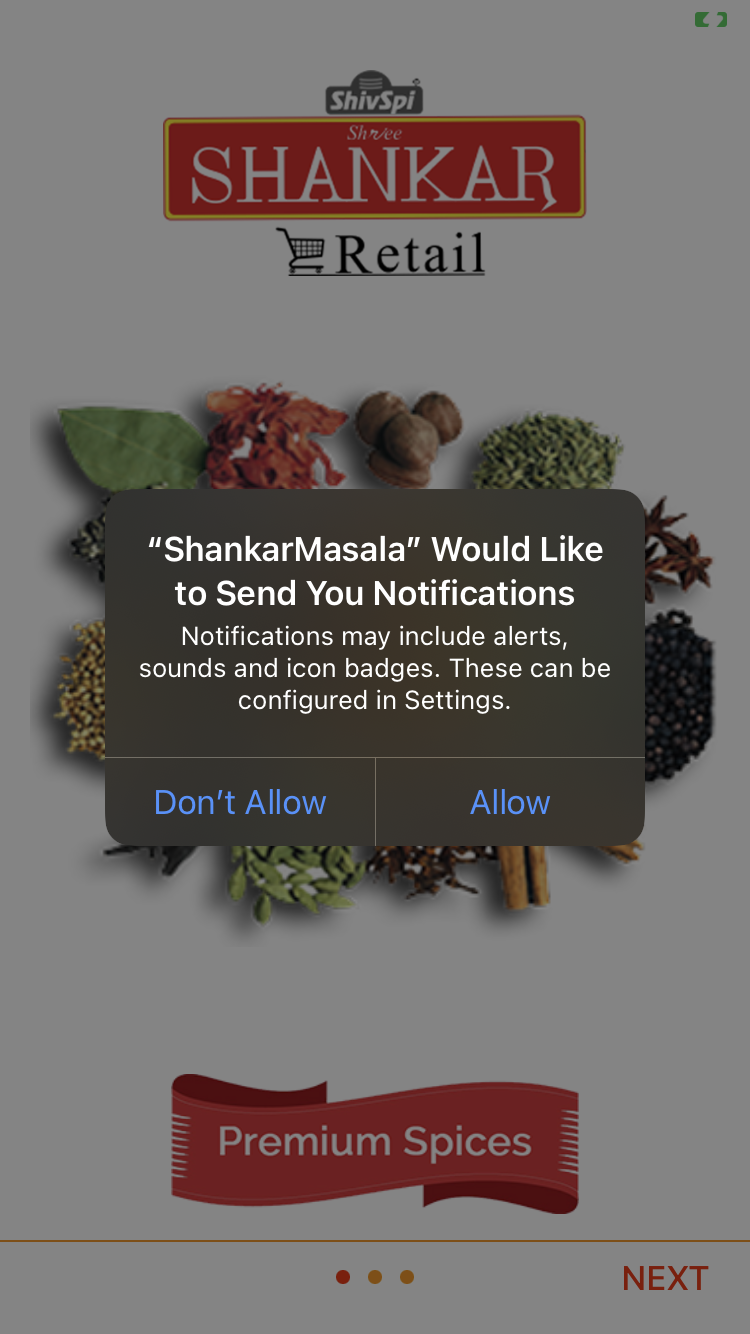 ShivSpi
Shree
SHANKAR
Retail
“ShankarMasala” Would Like
to Send You Notifications
Notifications may include alerts,
sounds and icon badges. These can be
configured in Settings.
Don’t Allow
Allow
Premium Spices
NEXT